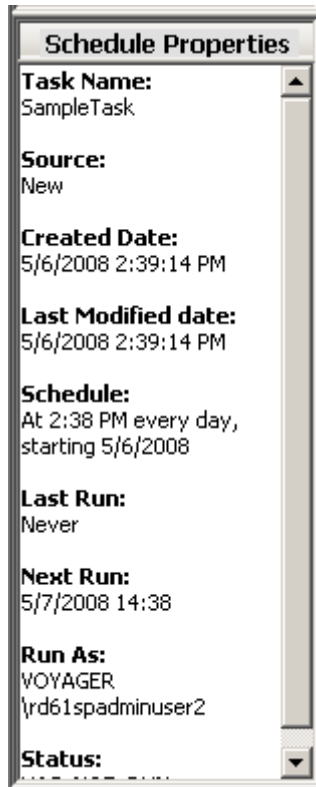 Schedule Properties
Task Name:
SampleTask
Source:
New
Created Date:
5/6/2008 2:39:14 PM
Last Modified date:
5/6/2008 2:39:14 PM
Schedule:
At 2:38 PM every day,
starting 5/6/2008
Last Run:
Never
Next Run:
5/7/2008 14:38
Run As:
VOYAGER
\rd61spadminuser2
Status: